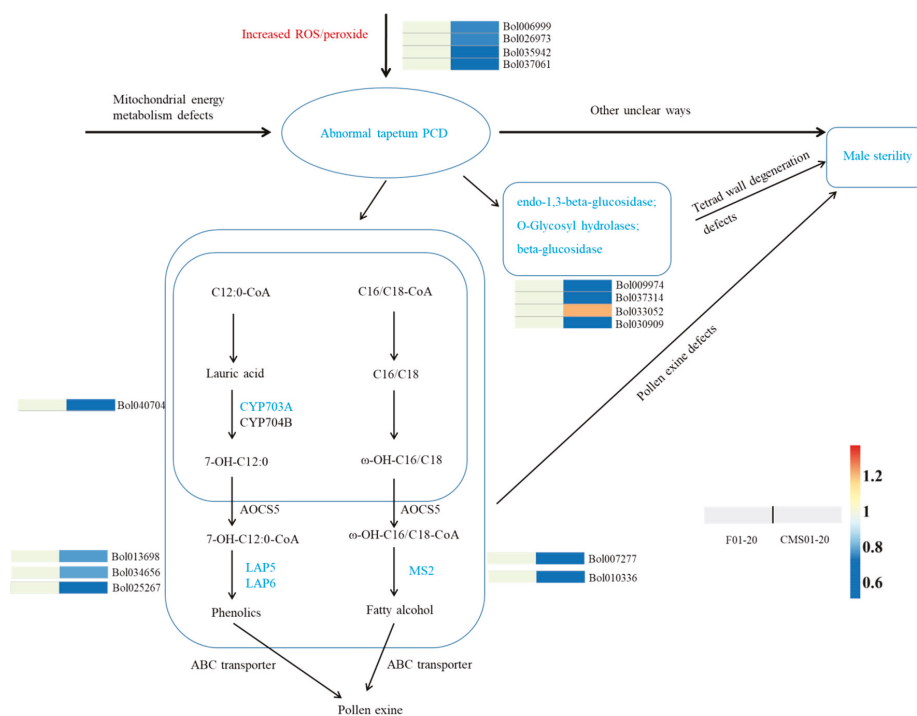 Increased ROS/peroxide
Bol006999
Bol026973
Bol035942
Bol037061
Mitochondrial energy
metabolism defects
Abnormal tapetum PCD
Other unclear ways
Male sterility
Tetrad wall degeneration
defects
endo-1,3-beta-glucosidase;
O-Glycosyl hydrolases;
beta-glucosidase
Bol009974
Bol037314
Bol033052
Bol030909
Pollen exine defects
C12:0-CoA
C16/C18-CoA
Lauric acid
C16/C18
Bol040704
CYP703A
CYP704B
7-OH-C12:0
ω-OH-C16/C18
AOCS5
AOCS5
7-OH-C12:0-CoA
ω-OH-C16/C18-CoA
Bol013698
Bol034656
Bol025267
LAP5
LAP6
MS2
Bol007277
Bol010336
Phenolics
Fatty alcohol
ABC transporter
ABC transporter
Pollen exine
F01-20
CMS01-20
1.2
1
0.8
0.6